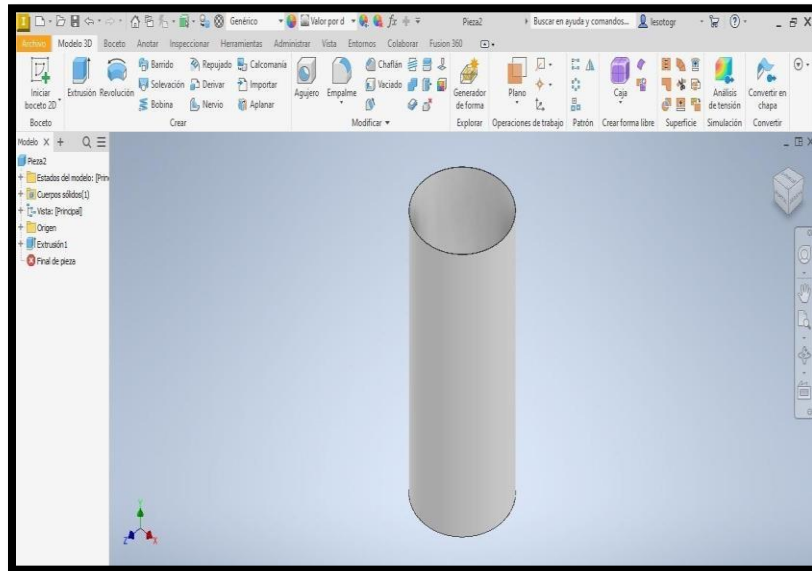 I Genérico Valor por d fx Pieza2 Buscar en ayuda y comandos... lesotogr ?
Archivo Modelo 3D Boceto Anotar Inspeccionar Herramientas Administrar Vista Entornos Colaborar Fusion 360
Iniciar boceto 2D Extrusión Revolución
Barrido Repujado Calcomanía
Solevación Derivar Importar
Bobina Nervio Aplanar
Agujero Empalme
Chaflán
Vaciado
Generador de forma
Plano
Caja
Análisis de tensión
Convertir en chapa
Boceto Crear Modificar Explorar Operaciones de trabajo Patrón Crear forma libre Superficie Simulación Convertir
Modelo X +
Pieza2
Estados del modelo: [Prin
Cuerpos sólidos(1)
Vista: [Principal]
Origen
Extrusión1
Final de pieza
Y
Z X